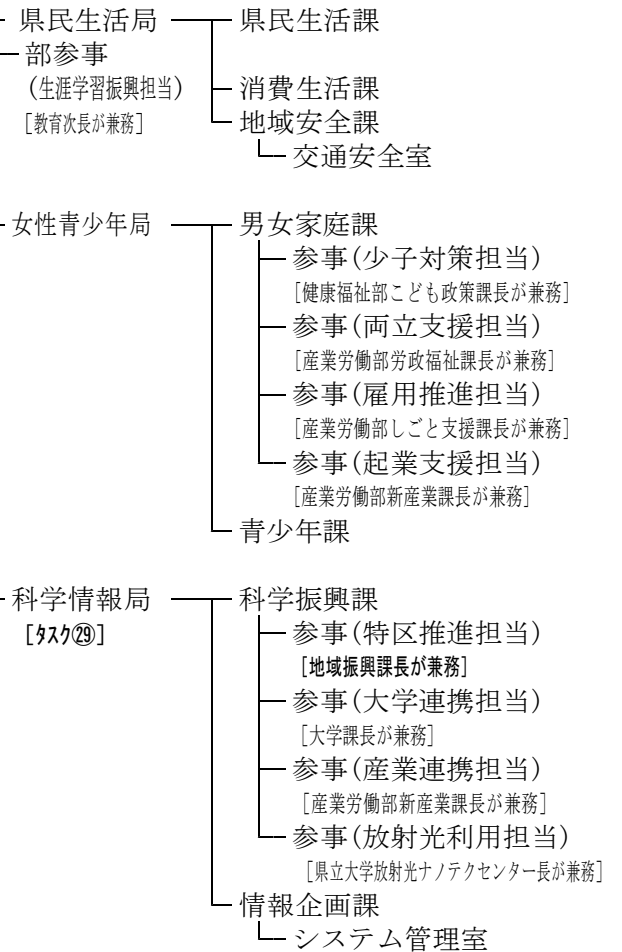 県民生活局 県民生活課
部参事
(生涯学習振興担当) 消費生活課
[教育次長が兼務] 地域安全課
交通安全室
女性青少年局 男女家庭課
参事(少子対策担当)
[健康福祉部こども政策課長が兼務]
参事(両立支援担当)
[産業労働部労政福祉課長が兼務]
参事(雇用推進担当)
[産業労働部しごと支援課長が兼務]
参事(起業支援担当)
[産業労働部新産業課長が兼務]
青少年課
科学情報局 科学振興課
[タスク㉙] 参事(特区推進担当)
[地域振興課長が兼務]
参事(大学連携担当)
[大学課長が兼務]
参事(産業連携担当)
[産業労働部新産業課長が兼務]
参事(放射光利用担当)
[県立大学放射光ナノテクセンター長が兼務]
情報企画課
システム管理室